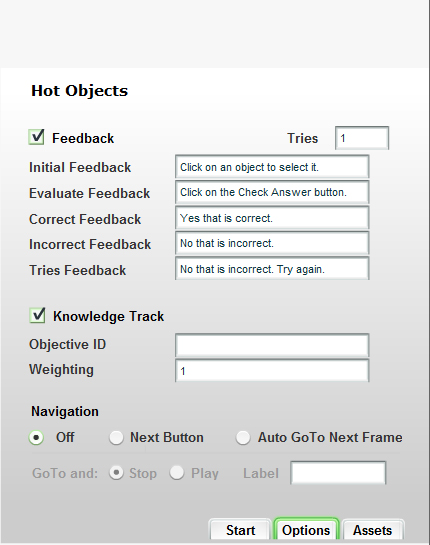 Hot Objects
Feedback Tries 1
Initial Feedback Click on an object to select it.
Evaluate Feedback Click on the Check Answer button.
Correct Feedback Yes that is correct.
Incorrect Feedback No that is incorrect.
Tries Feedback No that is incorrect. Try again.
Knowledge Track
Objective ID
Weighting 1
Navigation
Off Next Button Auto GoTo Next Frame
GoTo and: Stop Play Label
Start Options Assets